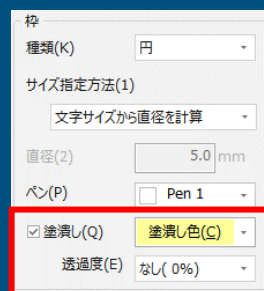 枠
種類(K) 円
サイズ指定方法(1)
文字サイズから直径を計算
直径(2) 5.0 mm
ペン(P) Pen 1
塗潰し(Q) 塗潰し色(C)
透過度(E) なし( 0%)